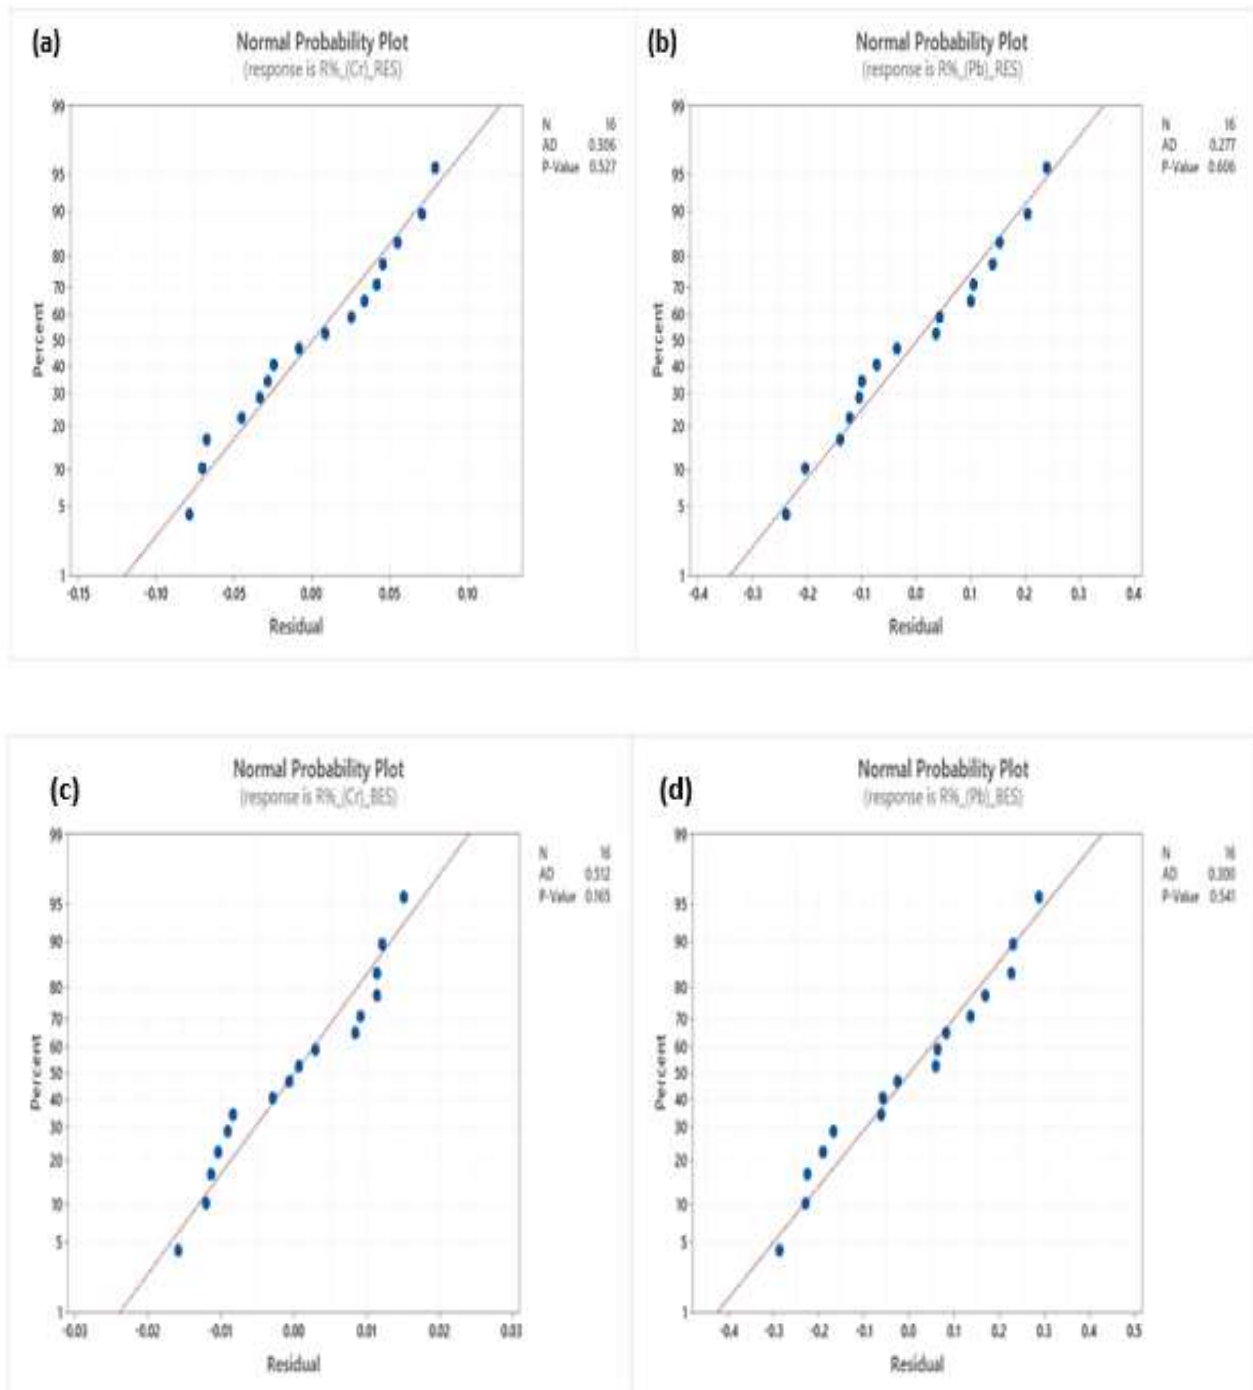 (a)
Normal Probability Plot
(response is R%_(Cr)_RES)
N 16
AD 0.306
P-Value 0.527
99
95
90
80
70
60
50
40
30
20
10
5
1
Percent
-0.15 -0.10 -0.05 0.00 0.05 0.10
Residual
(b)
Normal Probability Plot
(response is R%_(Pb)_RES)
N 16
AD 0.277
P-Value 0.606
99
95
90
80
70
60
50
40
30
20
10
5
1
Percent
-0.4 -0.3 -0.2 -0.1 0.0 0.1 0.2 0.3 0.4
Residual
(c)
Normal Probability Plot
(response is R%_(Cr)_BES)
N 16
AD 0.512
P-Value 0.165
99
95
90
80
70
60
50
40
30
20
10
5
1
Percent
-0.03 -0.02 -0.01 0.00 0.01 0.02 0.03
Residual
(d)
Normal Probability Plot
(response is R%_(Pb)_BES)
N 16
AD 0.300
P-Value 0.541
99
95
90
80
70
60
50
40
30
20
10
5
1
Percent
-0.4 -0.3 -0.2 -0.1 0.0 0.1 0.2 0.3 0.4 0.5
Residual